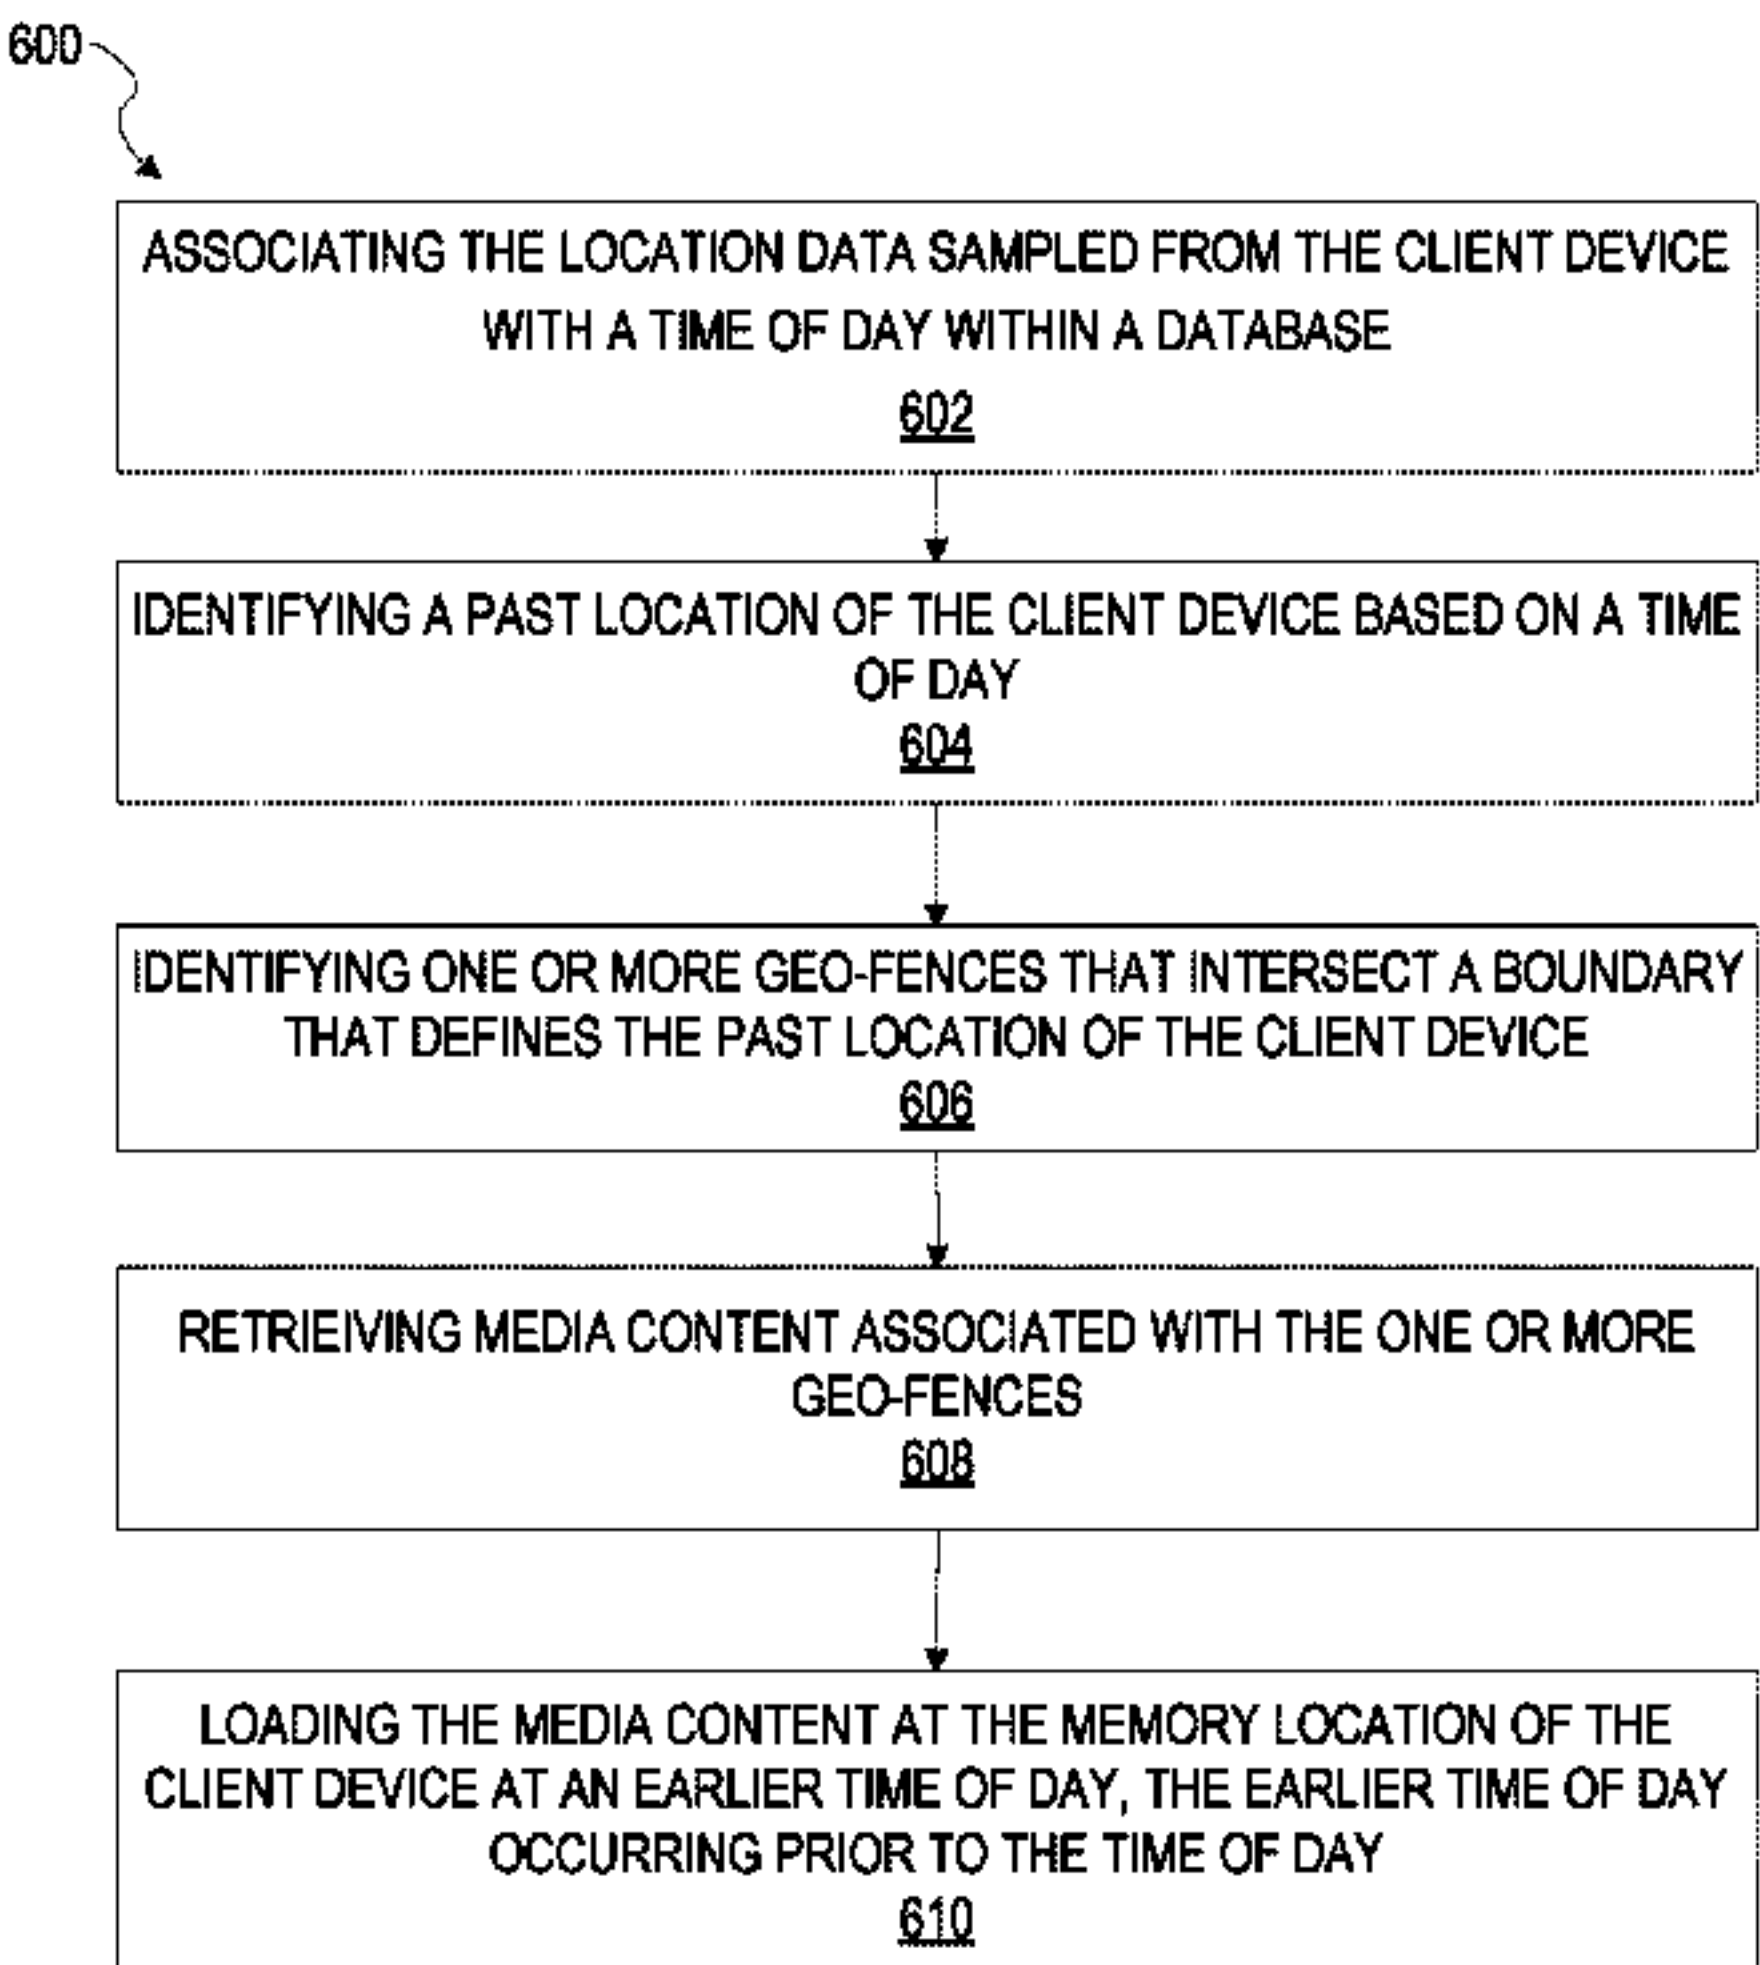 600
ASSOCIATING THE LOCATION DATA SAMPLED FROM THE CLIENT DEVICE
WITH A TIME OF DAY WITHIN A DATABASE
602
IDENTIFYING A PAST LOCATION OF THE CLIENT DEVICE BASED ON A TIME
OF DAY
604
IDENTIFYING ONE OR MORE GEO-FENCES THAT INTERSECT A BOUNDARY
THAT DEFINES THE PAST LOCATION OF THE CLIENT DEVICE
606
RETRIEIVING MEDIA CONTENT ASSOCIATED WITH THE ONE OR MORE
GEO-FENCES
608
LOADING THE MEDIA CONTENT AT THE MEMORY LOCATION OF THE
CLIENT DEVICE AT AN EARLIER TIME OF DAY, THE EARLIER TIME OF DAY
OCCURRING PRIOR TO THE TIME OF DAY
610